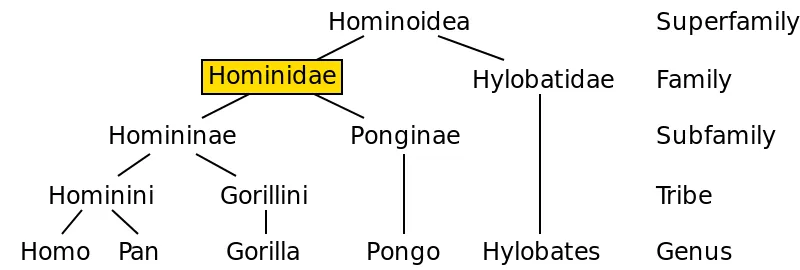 Hominoidea Superfamily
Hominidae Hylobatidae Family
Homininae Ponginae Subfamily
Hominini Gorillini Tribe
Homo Pan Gorilla Pongo Hylobates Genus